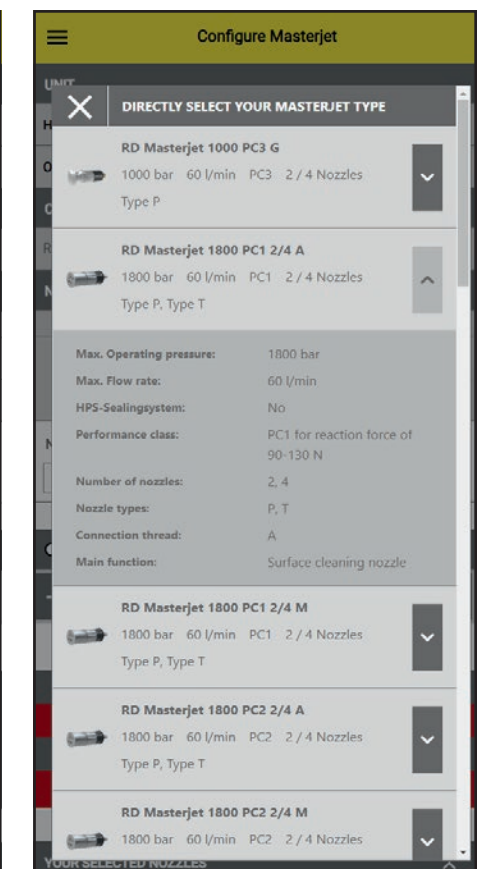 Configure Masterjet
UNIT
DIRECTLY SELECT YOUR MASTERJET TYPE
RD Masterjet 1000 PC3 G
1000 bar 60 l/min PC3 2 / 4 Nozzles
Type P
RD Masterjet 1800 PC1 2/4 A
1800 bar 60 l/min PC1 2 / 4 Nozzles
Type P, Type T
Max. Operating pressure: 1800 bar
Max. Flow rate: 60 l/min
HPS-Sealingsystem: No
Performance class: PC1 for reaction force of
90-130 N
Number of nozzles: 2, 4
Nozzle types: P, T
Connection thread: A
Main function: Surface cleaning nozzle
RD Masterjet 1800 PC1 2/4 M
1800 bar 60 l/min PC1 2 / 4 Nozzles
Type P, Type T
RD Masterjet 1800 PC2 2/4 A
1800 bar 60 l/min PC2 2 / 4 Nozzles
Type P, Type T
RD Masterjet 1800 PC2 2/4 M
1800 bar 60 l/min PC2 2 / 4 Nozzles
YOUR SELECTED NOZZLES